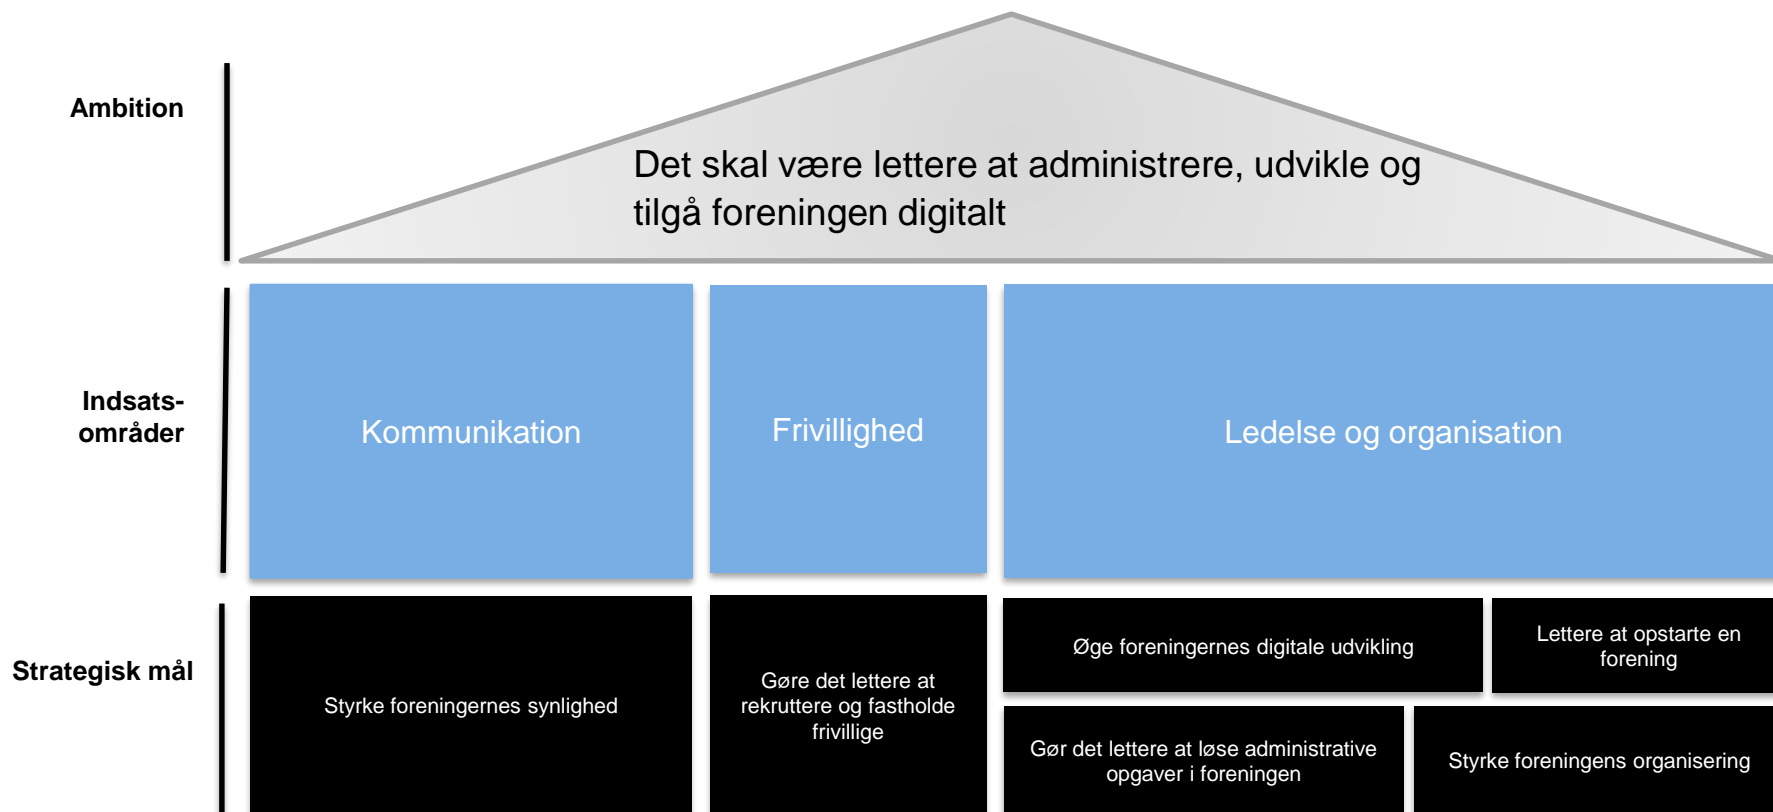 Ambition
Det skal være lettere at administrere, udvikle og
tilgå foreningen digitalt
Indsats-
områder
Kommunikation
Frivillighed
Ledelse og organisation
Strategisk mål
Styrke foreningernes synlighed
Gøre det lettere at
rekruttere og fastholde
frivillige
Øge foreningernes digitale udvikling
Lettere at opstarte en
forening
Gør det lettere at løse administrative
opgaver i foreningen
Styrke foreningens organisering